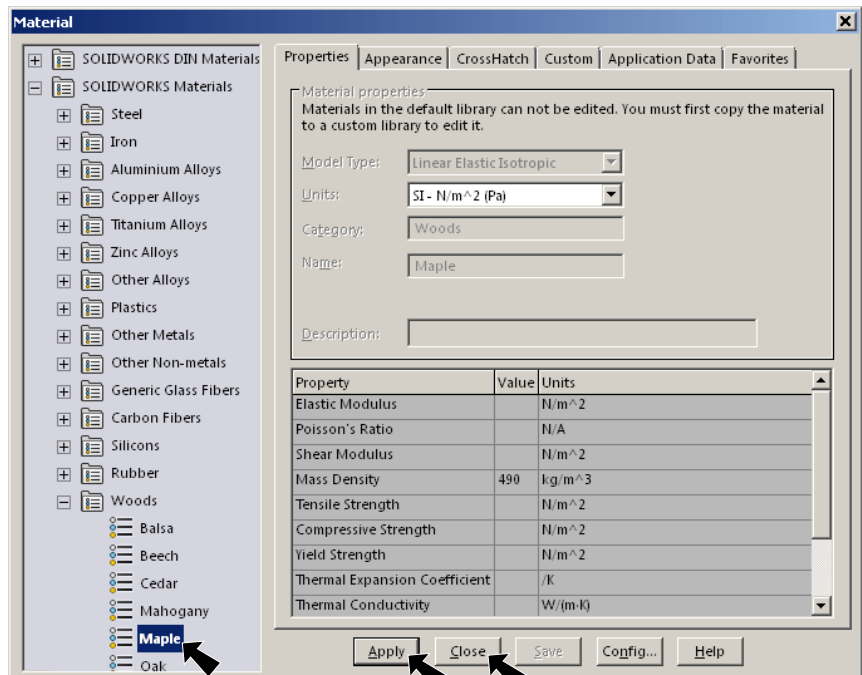 Material
SOLIDWORKS DIN Materials
SOLIDWORKS Materials
Steel
Iron
Aluminium Alloys
Copper Alloys
Titanium Alloys
Zinc Alloys
Other Alloys
Plastics
Other Metals
Other Non-metals
Generic Glass Fibers
Carbon Fibers
Silicons
Rubber
Woods
Balsa
Beech
Cedar
Mahogany
Maple
Oak
Properties Appearance CrossHatch Custom Application Data Favorites
Material properties
Materials in the default library can not be edited. You must first copy the material
to a custom library to edit it.
Model Type: Linear Elastic Isotropic
Units: SI - N/m^2 (Pa)
Category: Woods
Name: Maple
Description:
Property Value Units
Elastic Modulus N/m^2
Poisson's Ratio N/A
Shear Modulus N/m^2
Mass Density 490 kg/m^3
Tensile Strength N/m^2
Compressive Strength N/m^2
Yield Strength N/m^2
Thermal Expansion Coefficient /K
Thermal Conductivity W/(m·K)
Apply Close Save Config... Help